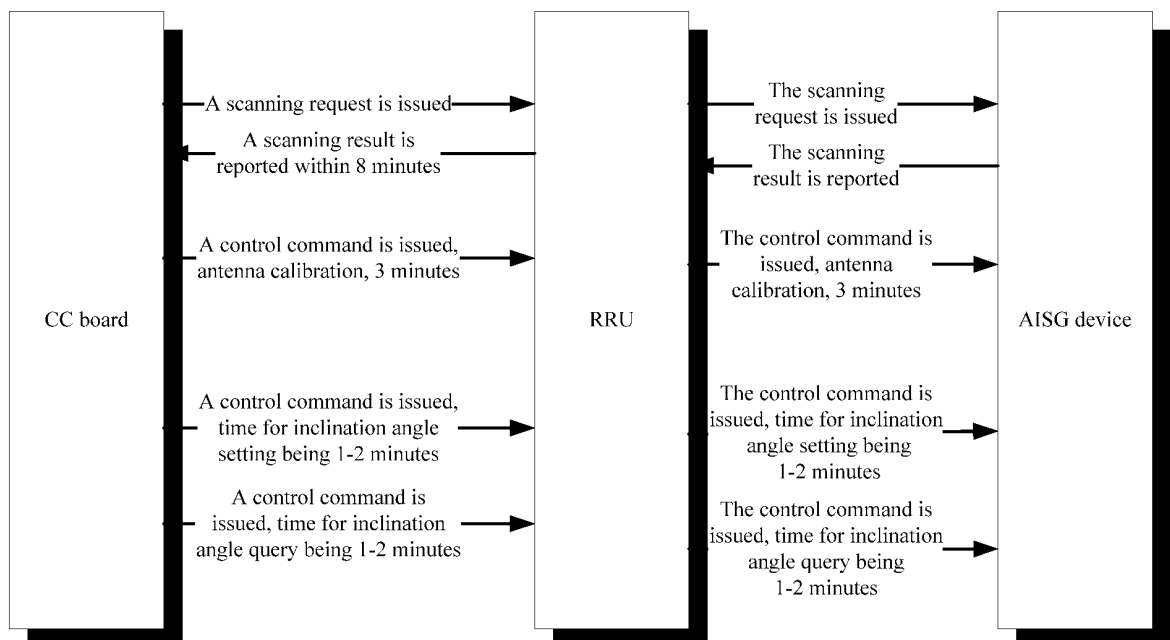 A scanning request is issued
The scanning
request is issued
A scanning result is
reported within 8 minutes
The scanning
result is reported
A control command is issued,
antenna calibration, 3 minutes
The control command is
issued, antenna
calibration, 3 minutes
CC board
RRU
AISG device
A control command is issued,
time for inclination angle
setting being 1-2 minutes
The control command is
issued, time for inclination
angle setting being
1-2 minutes
A control command is
issued, time for inclination
angle query being 1-2 minutes
The control command is
issued, time for inclination
angle query being
1-2 minutes